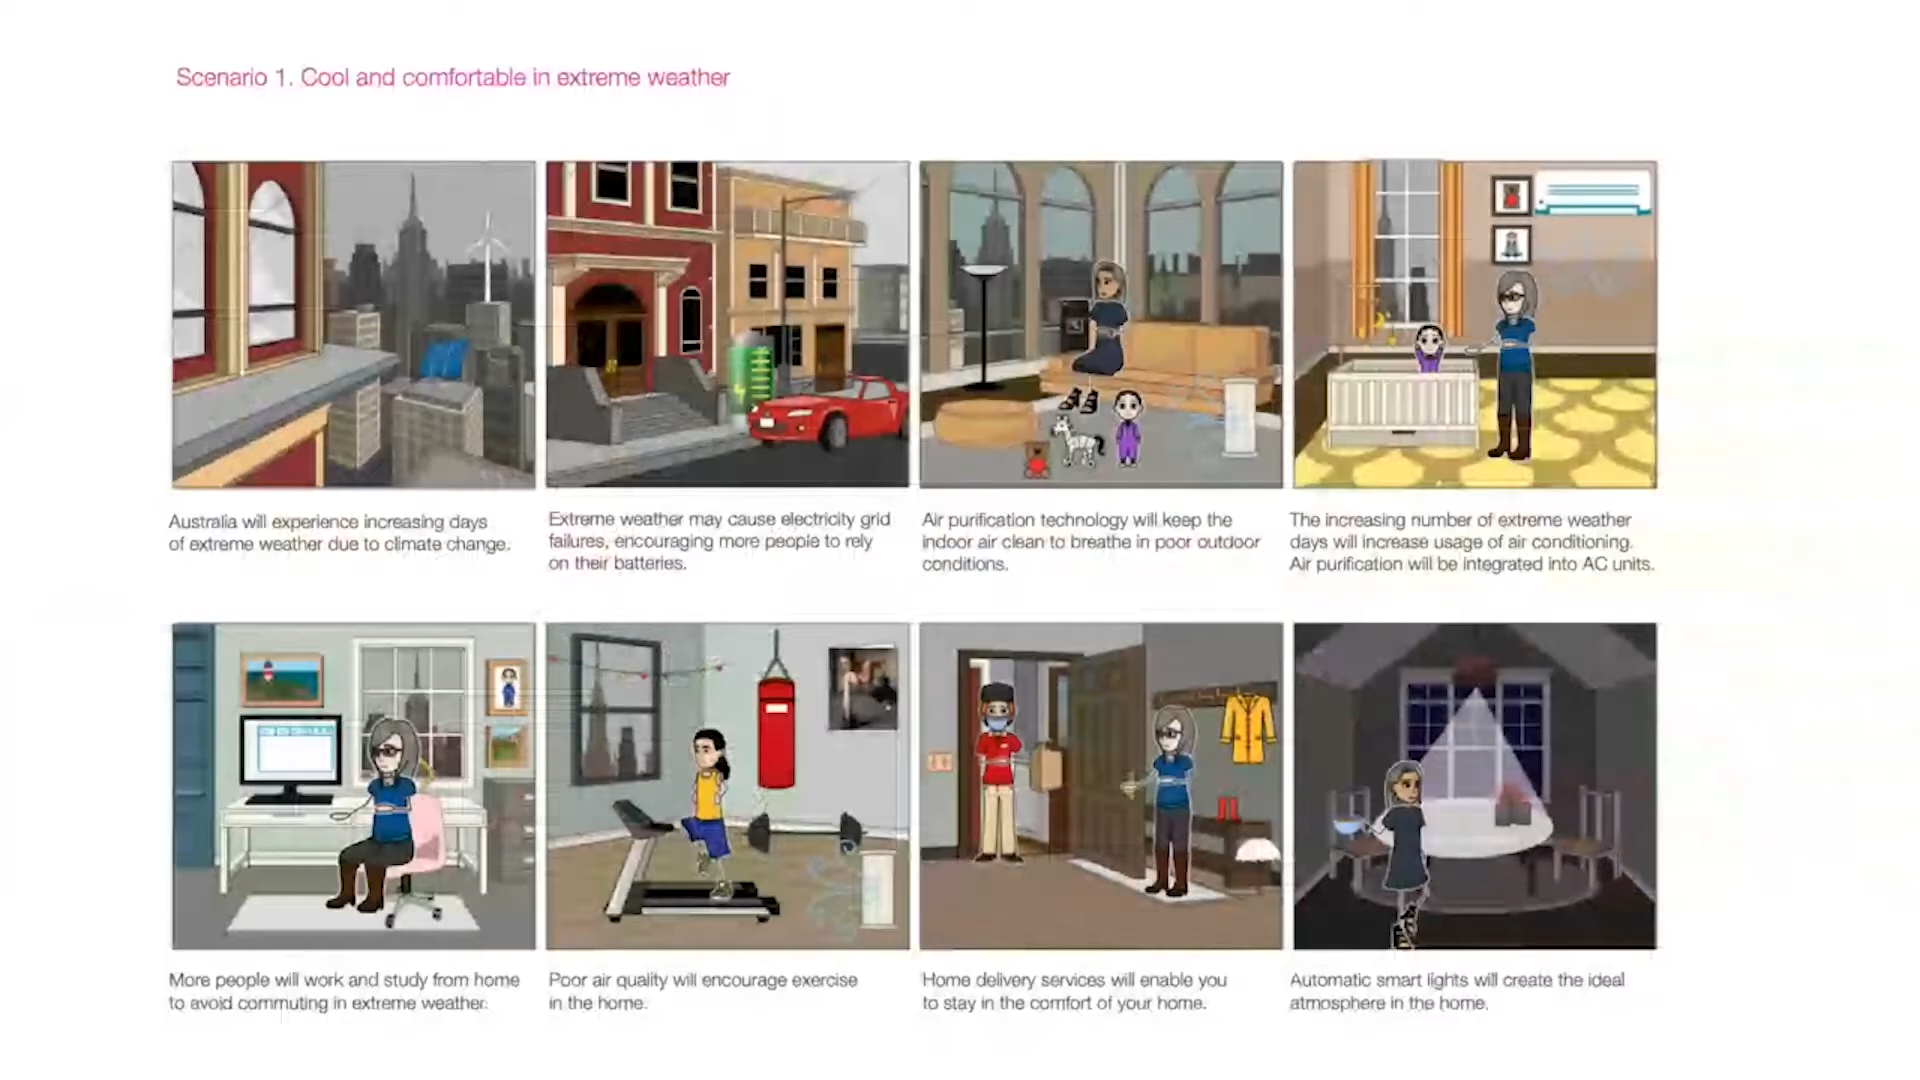 Scenario 1. Cool and comfortable in extreme weather
Australia will experience increasing days
of extreme weather due to climate change.
Extreme weather may cause electricity grid
failures, encouraging more people to rely
on their batteries.
Air purification technology will keep the
indoor air clean to breathe in poor outdoor
conditions.
The increasing number of extreme weather
days will increase usage of air conditioning.
Air purification will be integrated into AC units.
More people will work and study from home
to avoid commuting in extreme weather.
Poor air quality will encourage exercise
in the home.
Home delivery services will enable you
to stay in the comfort of your home.
Automatic smart lights will create the ideal
atmosphere in the home.